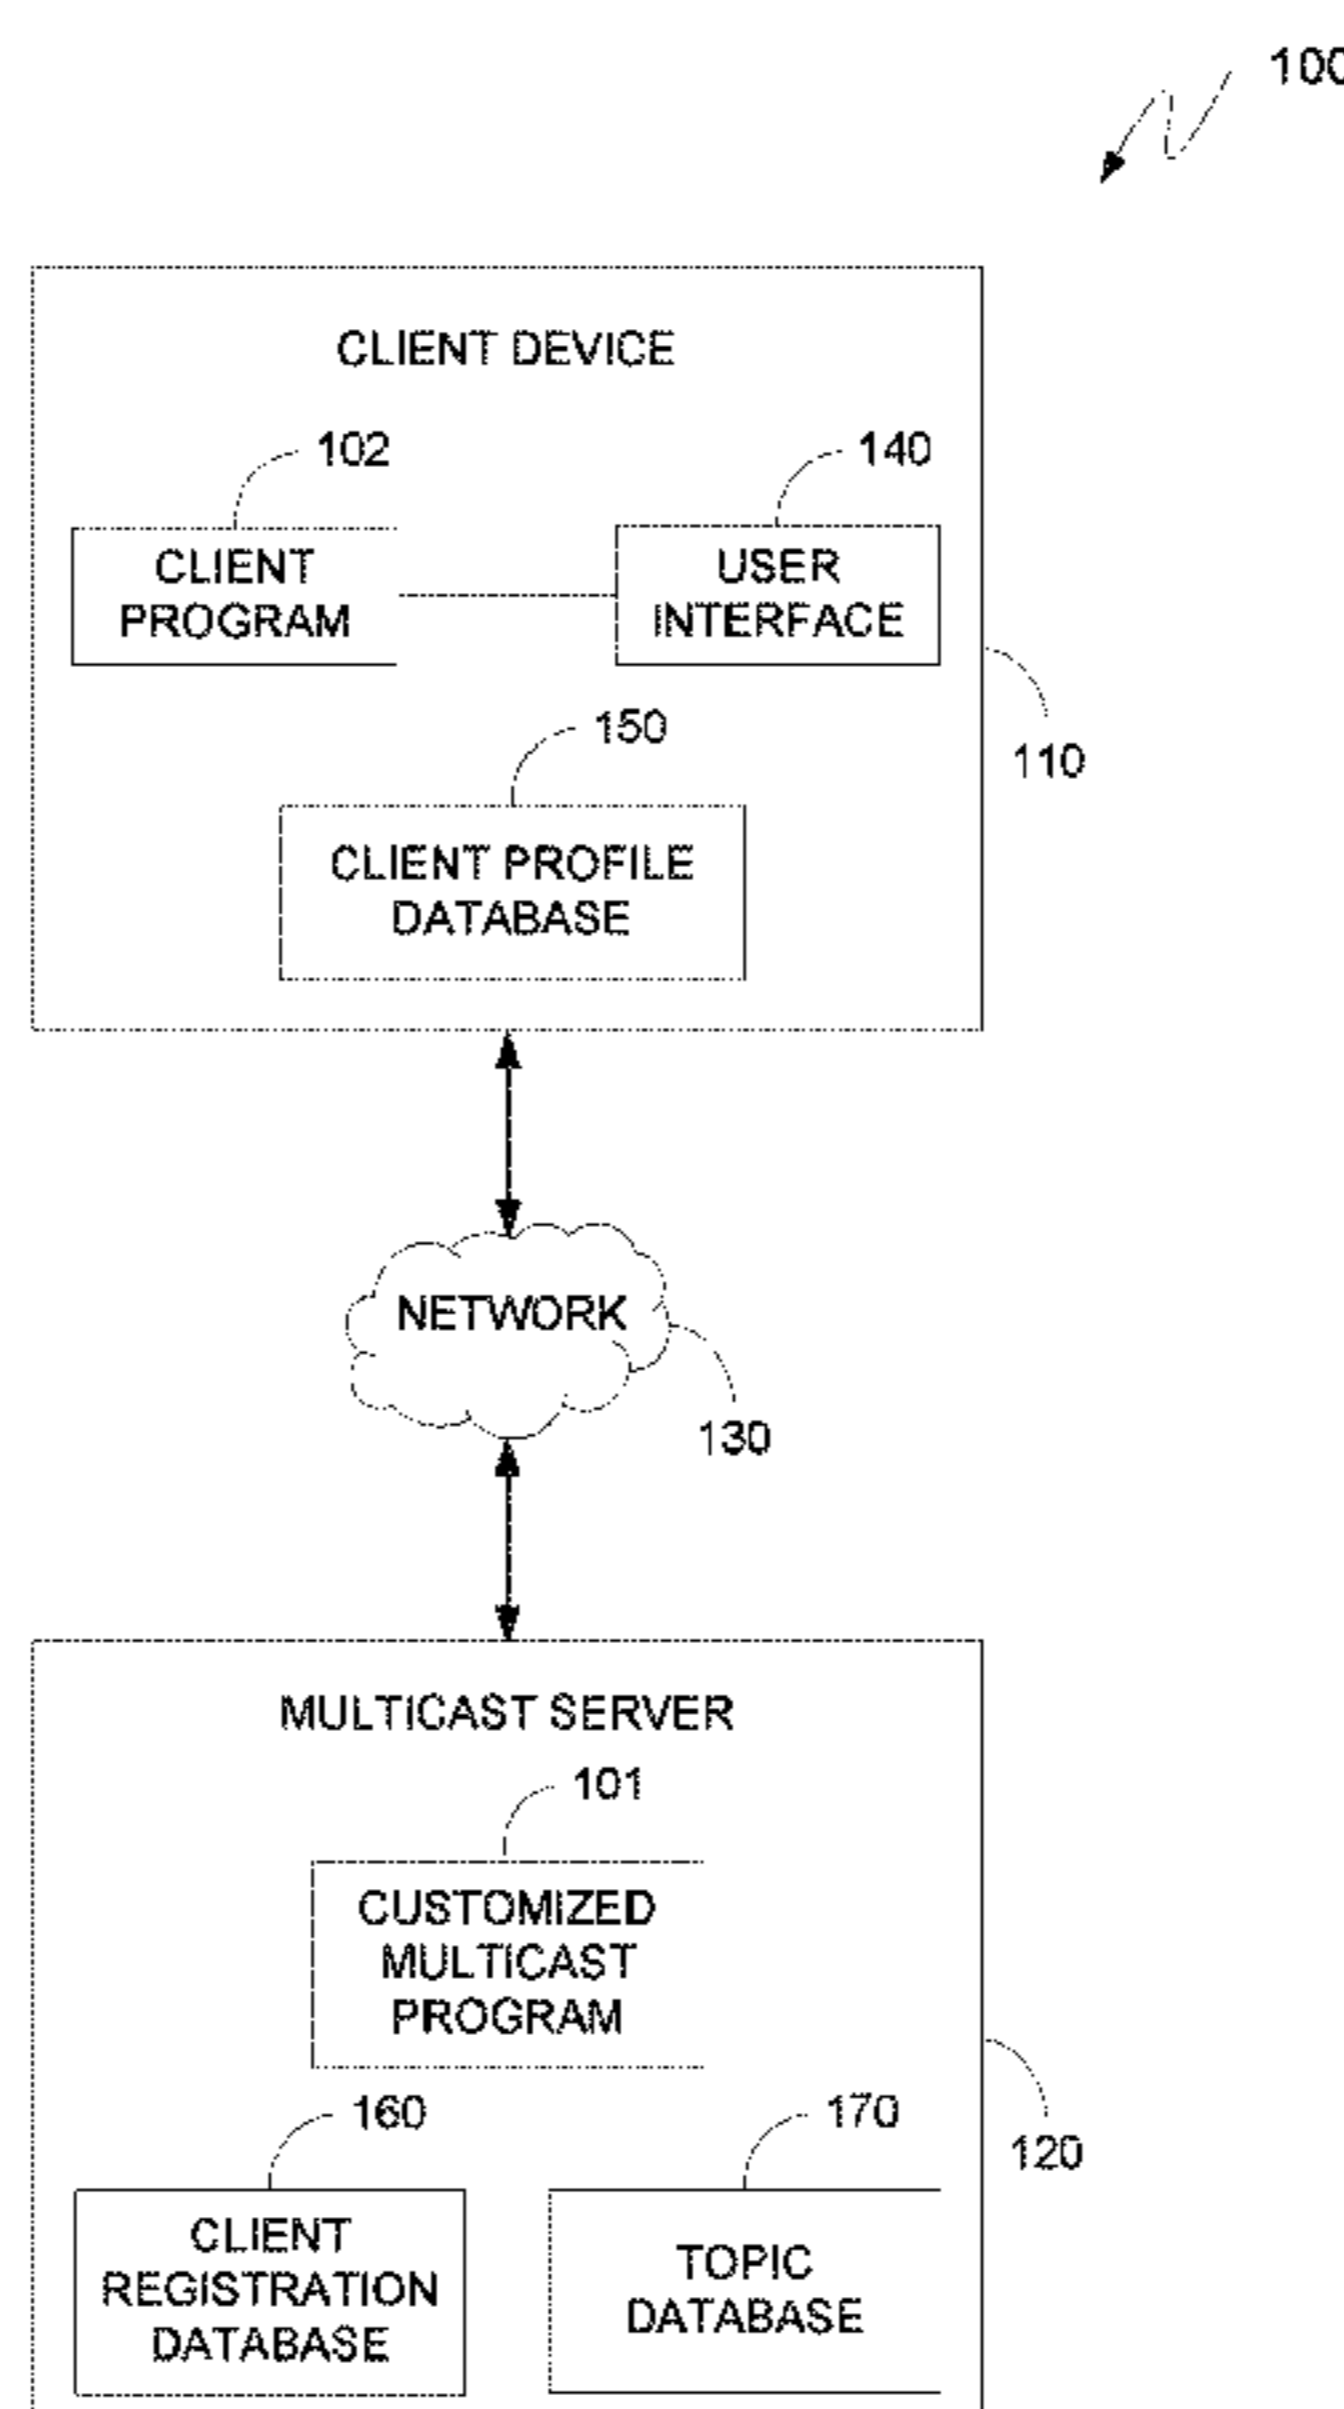 100
CLIENT DEVICE
102
140
CLIENT
PROGRAM
USER
INTERFACE
150
110
CLIENT PROFILE
DATABASE
NETWORK
130
MULTICAST SERVER
101
CUSTOMIZED
MULTICAST
PROGRAM
160
170
120
CLIENT
REGISTRATION
DATABASE
TOPIC
DATABASE